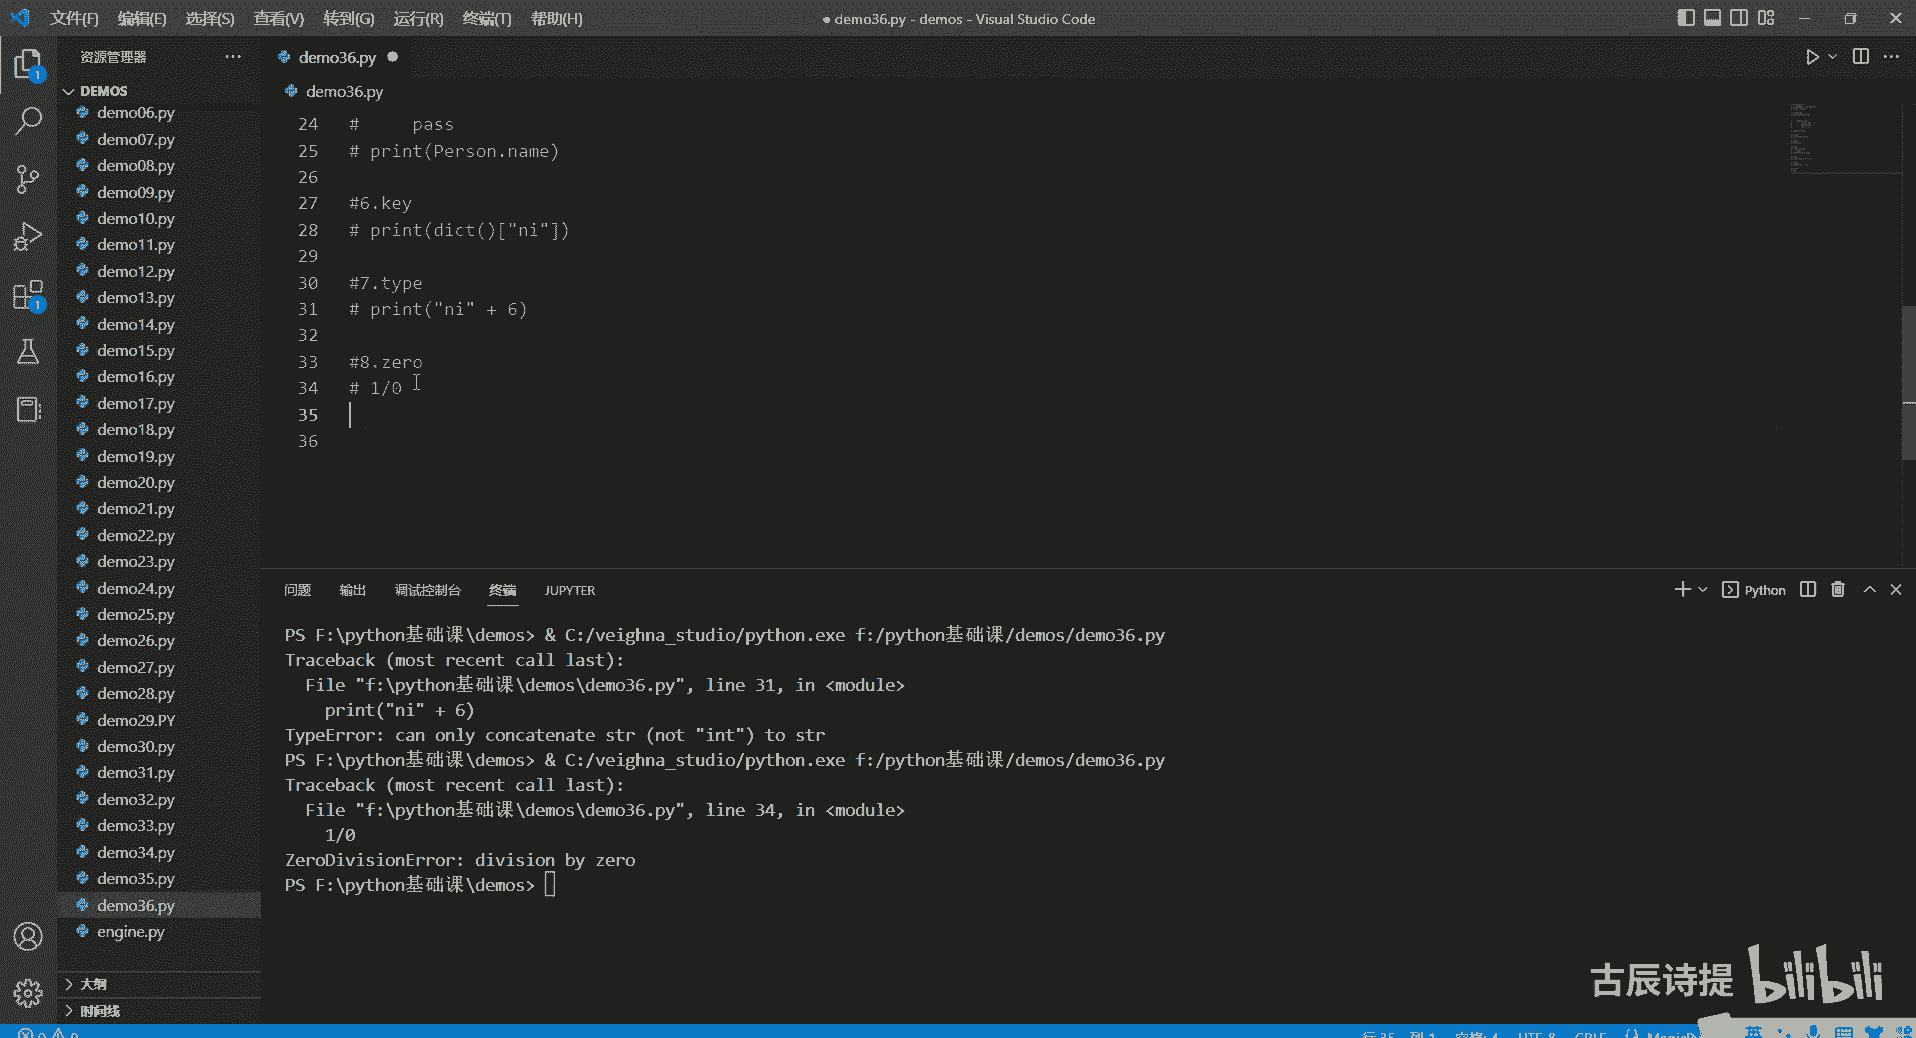 文件(F) 编辑(E) 选择(S) 查看(V) 转到(G) 运行(R) 终端(T) 帮助(H)
● demo36.py - demos - Visual Studio Code
资源管理器
DEMOS
demo06.py
demo07.py
demo08.py
demo09.py
demo10.py
demo11.py
demo12.py
demo13.py
demo14.py
demo15.py
demo16.py
demo17.py
demo18.py
demo19.py
demo20.py
demo21.py
demo22.py
demo23.py
demo24.py
demo25.py
demo26.py
demo27.py
demo28.py
demo29.PY
demo30.py
demo31.py
demo32.py
demo33.py
demo34.py
demo35.py
demo36.py
engine.py
大纲
时间线
1
1
demo36.py
demo36.py
24 #     pass
25 # print(Person.name)
26
27 #6.key
28 # print(dict()["ni"])
29
30 #7.type
31 # print("ni" + 6)
32
33 #8.zero
34 # 1/0
35
36
问题 输出 调试控制台 终端 JUPYTER
Python
PS F:\python基础课\demos> & C:/veighna_studio/python.exe f:/python基础课/demos/demo36.py
Traceback (most recent call last):
  File "f:\python基础课\demos\demo36.py", line 31, in <module>
    print("ni" + 6)
TypeError: can only concatenate str (not "int") to str
PS F:\python基础课\demos> & C:/veighna_studio/python.exe f:/python基础课/demos/demo36.py
Traceback (most recent call last):
  File "f:\python基础课\demos\demo36.py", line 34, in <module>
    1/0
ZeroDivisionError: division by zero
PS F:\python基础课\demos>
古辰诗提 bilibili
行 35, 列 1 空格: 4 UTF-8 CRLF
英